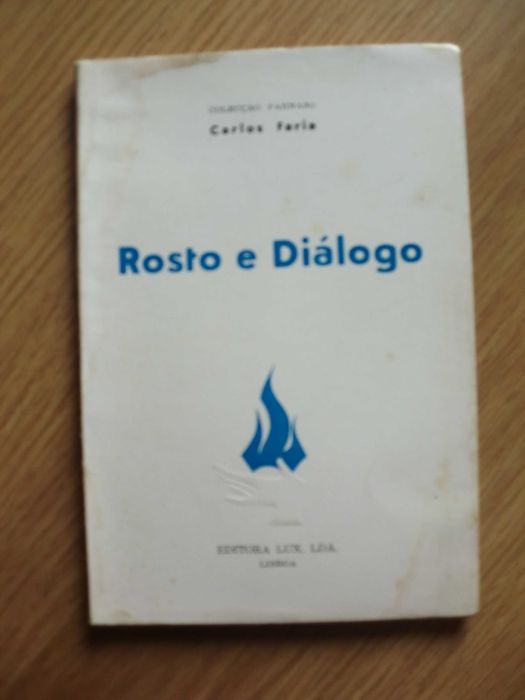 COLECÇÃO
Carlos Faria
Rosto e Diálogo
EDITORA LUX, LDA.
LISBOA